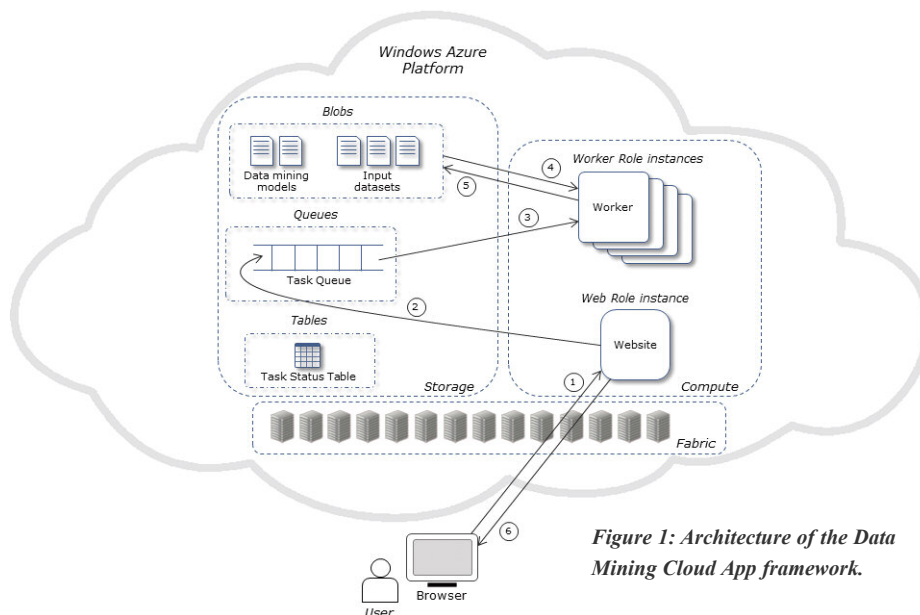 Windows Azure
Platform
Blobs
Data mining
models
Input
datasets
Queues
Task Queue
Tables
Task Status Table
Storage
Worker Role instances
Worker
Web Role instance
Website
Compute
4
5
3
2
1
Fabric
6
Browser
User
Figure 1: Architecture of the Data
Mining Cloud App framework.